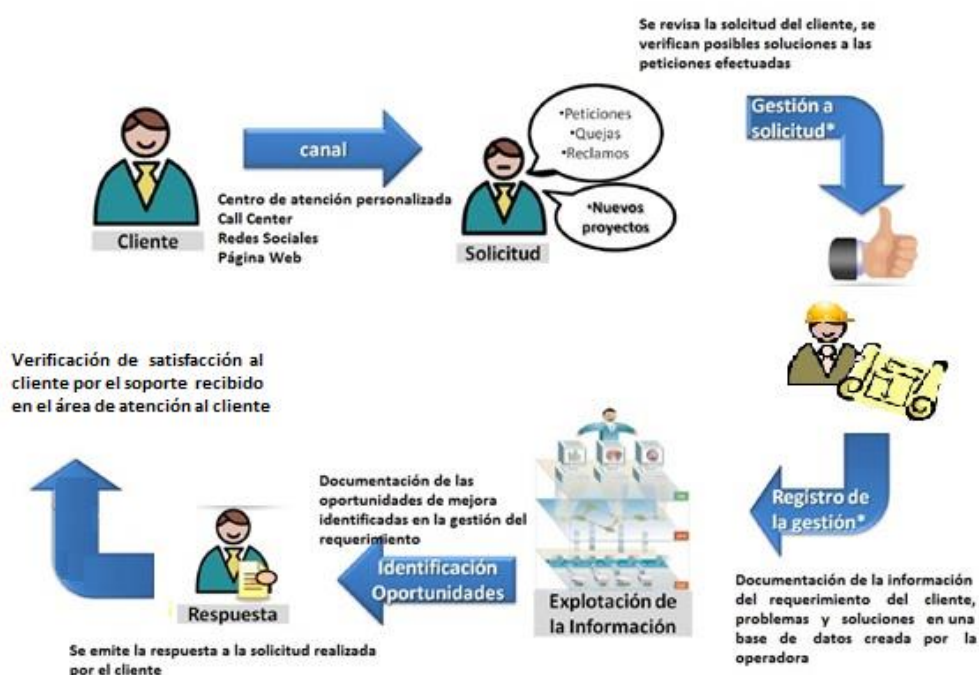 Se revisa la solcitud del cliente, se
verifican posibles soluciones a las
peticiones efectuadas
Gestión a
solicitud*
•Peticiones
•Quejas
•Reclamos
•Nuevos
proyectos
canal
Centro de atención personalizada
Call Center
Redes Sociales
Página Web
Cliente
Solicitud
Registro de
la gestión*
Documentación de la información
del requerimiento del cliente,
problemas y soluciones en una
base de datos creada por la
operadora
Explotación de
la Información
Documentación de las
oportunidades de mejora
identificadas en la gestión del
requerimiento
Identificación
Oportunidades
Respuesta
Se emite la respuesta a la solicitud realizada
por el cliente
Verificación de satisfacción al
cliente por el soporte recibido
en el área de atención al cliente